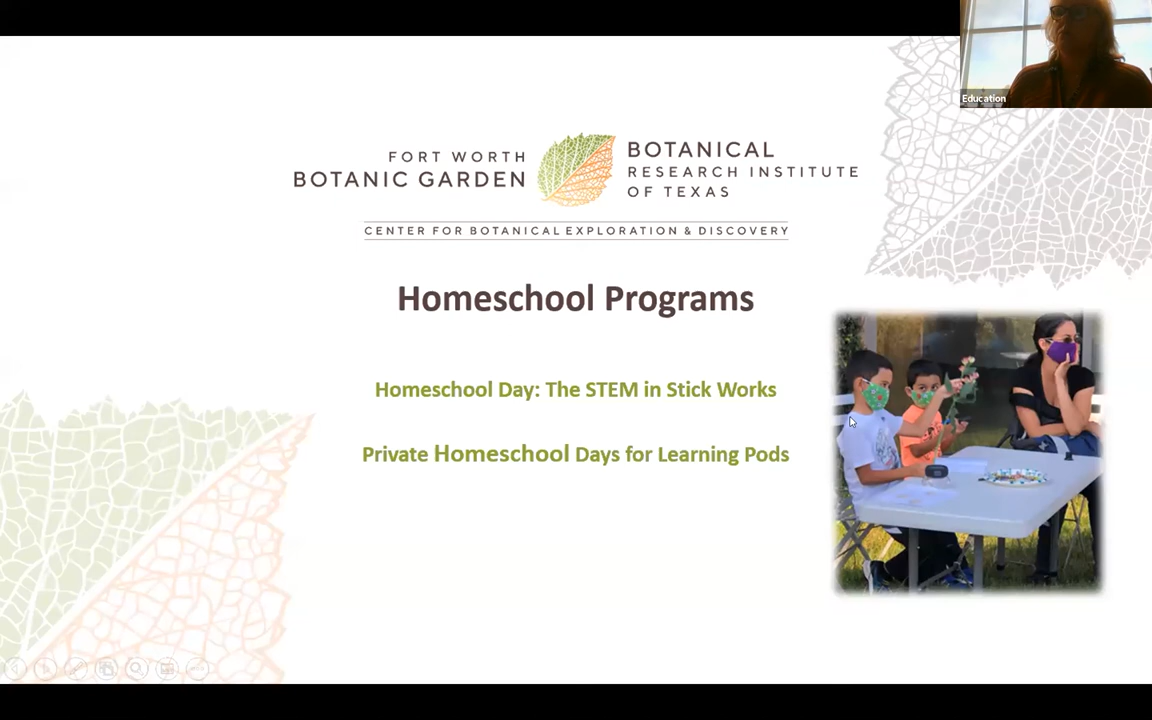 Education
FORT WORTH
BOTANIC GARDEN
BOTANICAL
RESEARCH INSTITUTE
OF TEXAS
CENTER FOR BOTANICAL EXPLORATION & DISCOVERY
Homeschool Programs
Homeschool Day: The STEM in Stick Works
Private Homeschool Days for Learning Pods